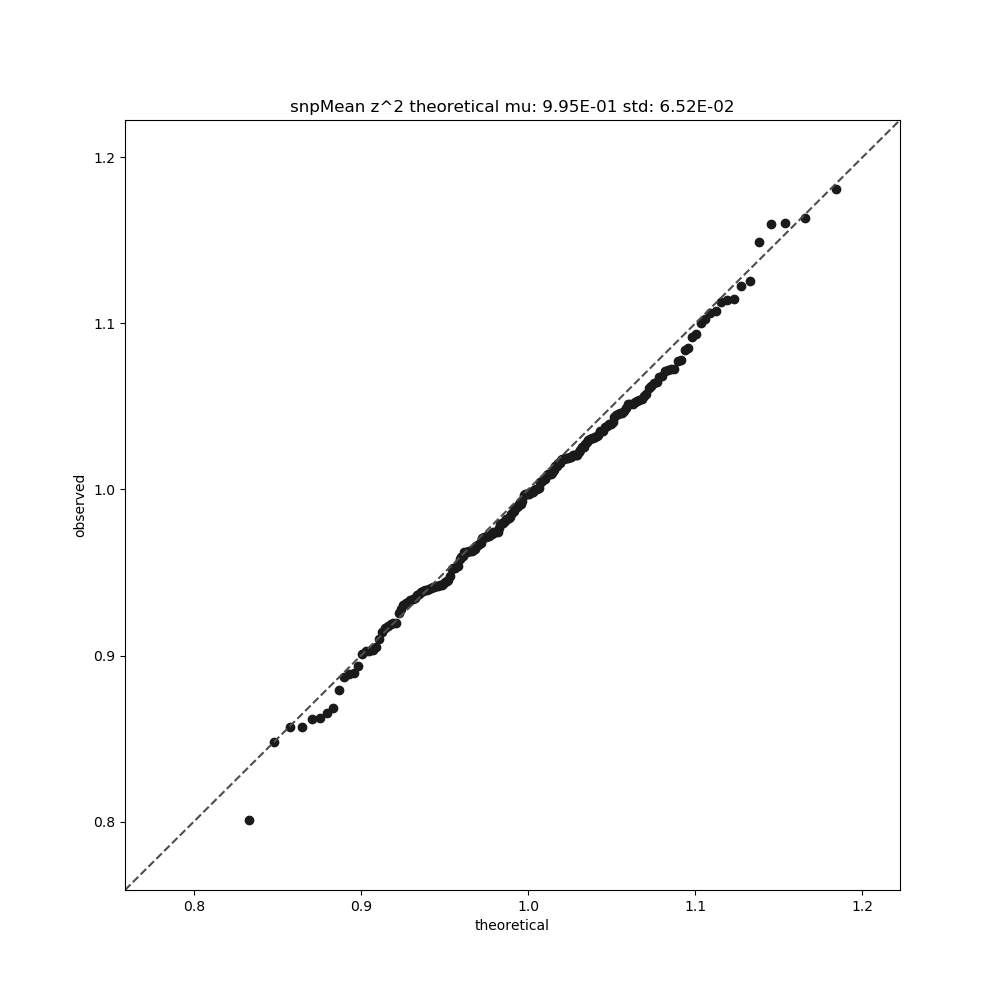 snpMean z^2 theoretical mu: 9.95E-01 std: 6.52E-02
1.2
1.1
1.0
0.9
0.8
observed
0.8 0.9 1.0 1.1 1.2
theoretical